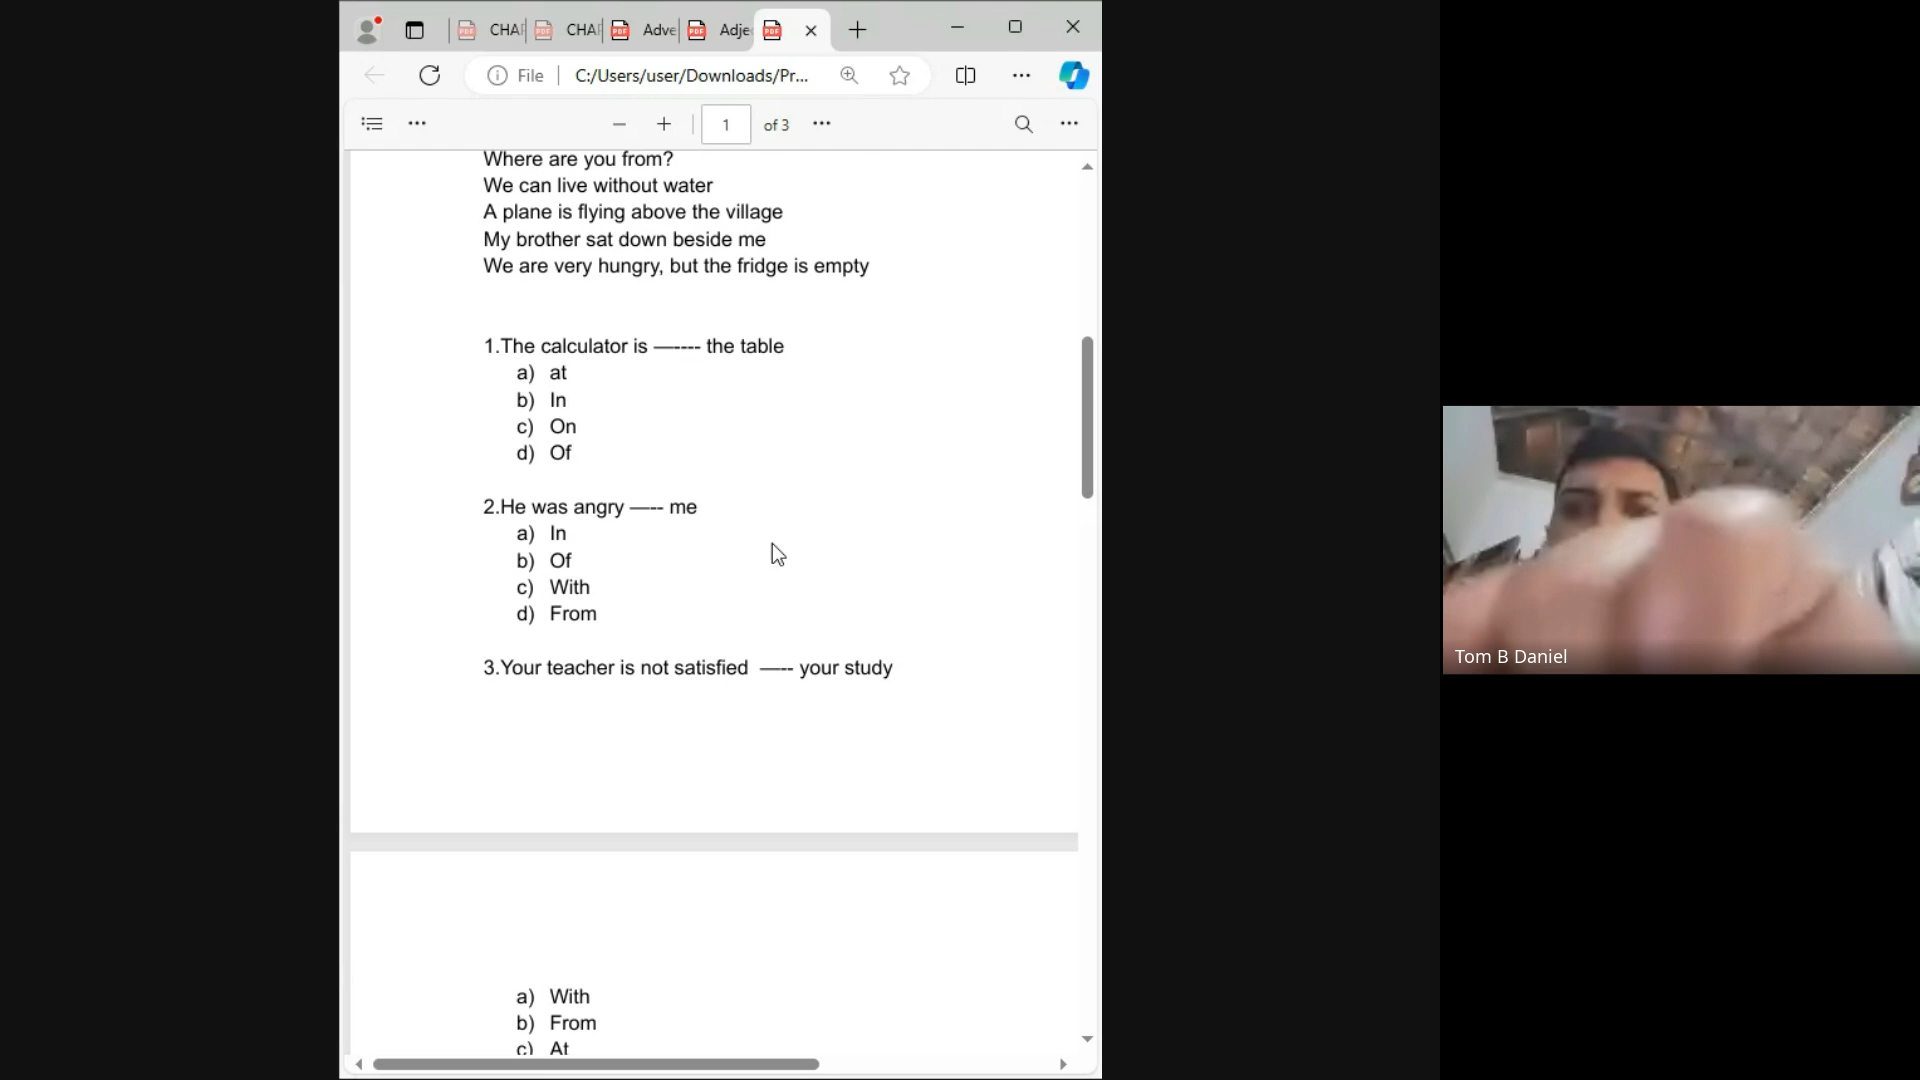 CHA
CHA
Adve
Adje
File
C:/Users/user/Downloads/Pr...
1 of 3
Where are you from?
We can live without water
A plane is flying above the village
My brother sat down beside me
We are very hungry, but the fridge is empty
1.The calculator is —---- the table
a) at
b) In
c) On
d) Of
2.He was angry —--- me
a) In
b) Of
c) With
d) From
3.Your teacher is not satisfied —--- your study
a) With
b) From
c) At
Tom B Daniel